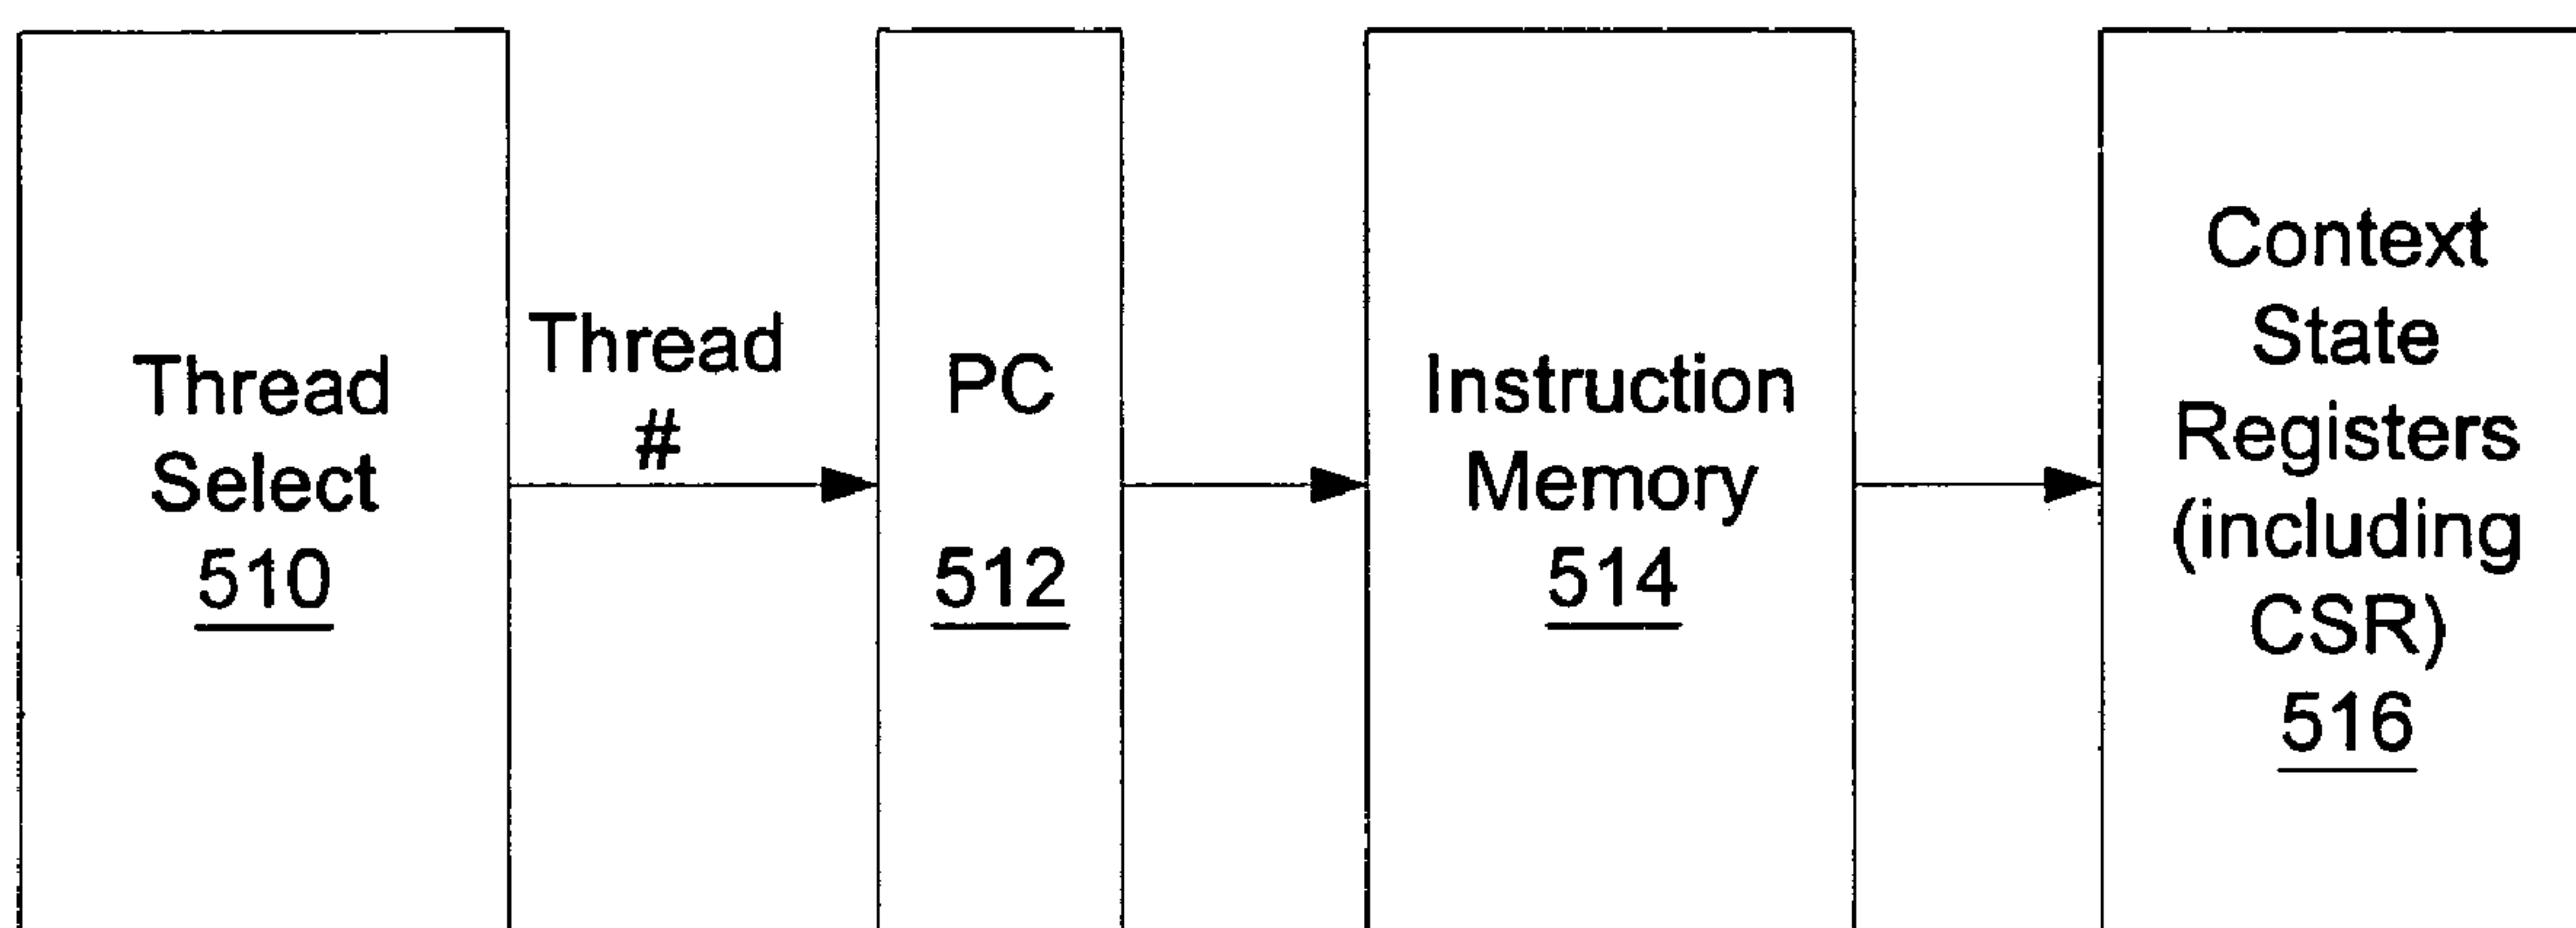 Thread
Select
510
Thread
#
PC
512
Instruction
Memory
514
Context
State
Registers
(including
CSR)
516